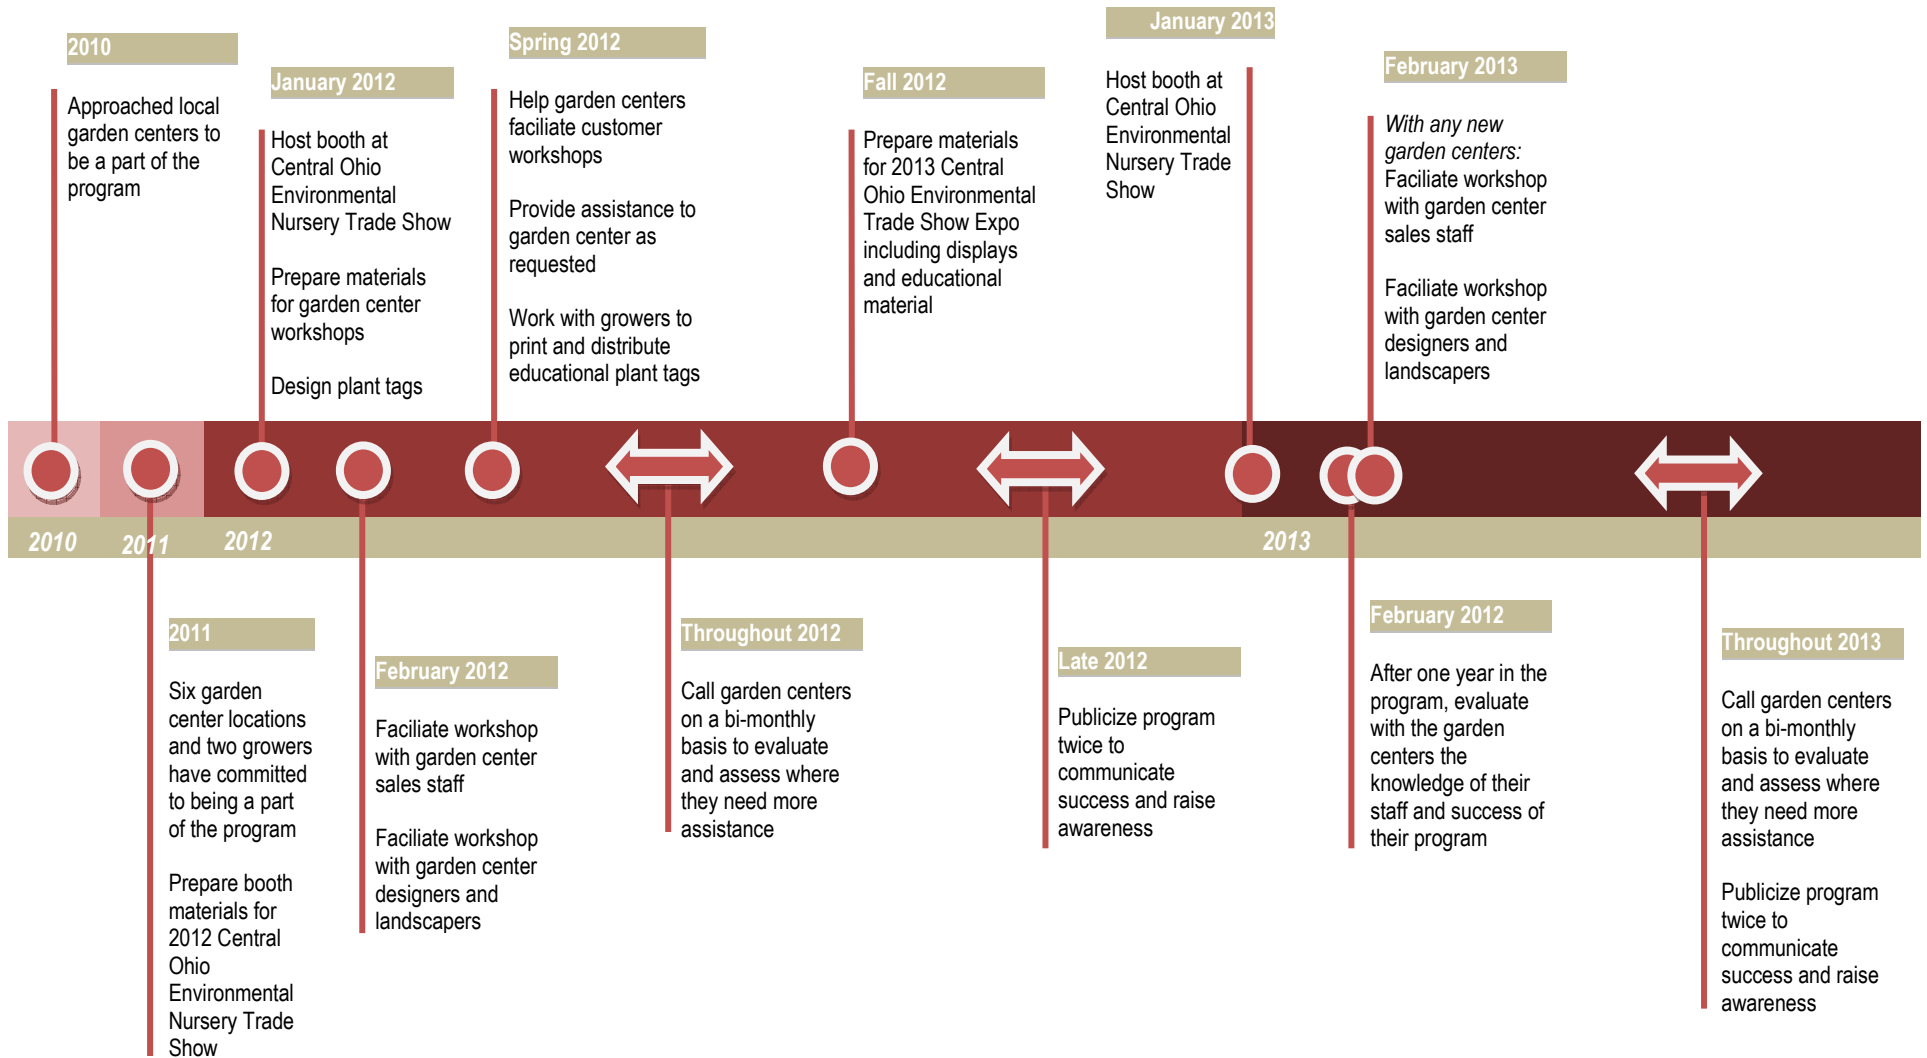 2010
Approached local
garden centers to
be a part of the
program
January 2012
Host booth at
Central Ohio
Environmental
Nursery Trade Show
Prepare materials
for garden center
workshops
Design plant tags
Spring 2012
Help garden centers
faciliate customer
workshops
Provide assistance to
garden center as
requested
Work with growers to
print and distribute
educational plant tags
Fall 2012
Prepare materials
for 2013 Central
Ohio Environmental
Trade Show Expo
including displays
and educational
material
January 2013
Host booth at
Central Ohio
Environmental
Nursery Trade
Show
February 2013
With any new
garden centers:
Faciliate workshop
with garden center
sales staff
Faciliate workshop
with garden center
designers and
landscapers
2010
2011
2012
2013
2011
Six garden
center locations
and two growers
have committed
to being a part
of the program
Prepare booth
materials for
2012 Central
Ohio
Environmental
Nursery Trade
Show
February 2012
Faciliate workshop
with garden center
sales staff
Faciliate workshop
with garden center
designers and
landscapers
Throughout 2012
Call garden centers
on a bi-monthly
basis to evaluate
and assess where
they need more
assistance
Late 2012
Publicize program
twice to
communicate
success and raise
awareness
February 2012
After one year in the
program, evaluate
with the garden
centers the
knowledge of their
staff and success of
their program
Throughout 2013
Call garden centers
on a bi-monthly
basis to evaluate
and assess where
they need more
assistance
Publicize program
twice to
communicate
success and raise
awareness